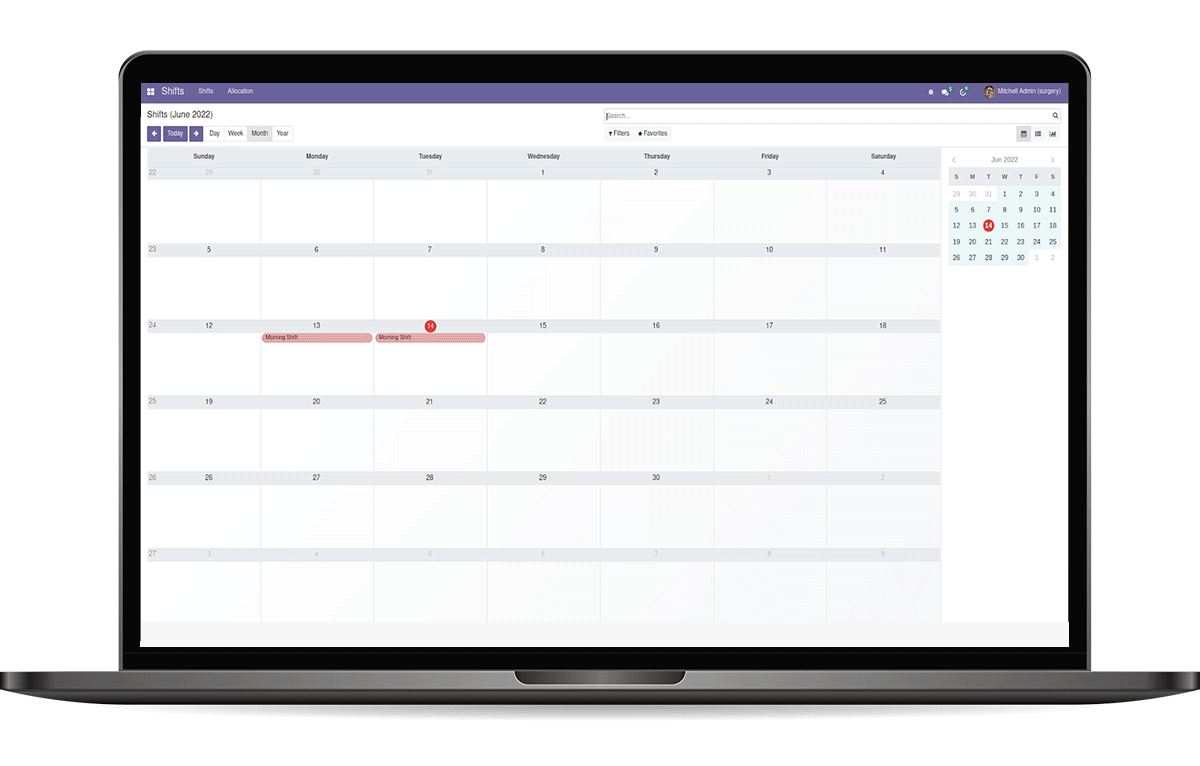 Shifts Shifts Allocation 5 6 Mitchell Admin (surgery)
Shifts (June 2022) Search...
Today Day Week Month Year Filters Favorites
Sunday Monday Tuesday Wednesday Thursday Friday Saturday
22 29 30 31 1 2 3 4
23 5 6 7 8 9 10 11
24 12 13 14 15 16 17 18
Morning Shift Morning Shift
25 19 20 21 22 23 24 25
26 26 27 28 29 30 1 2
27 3 4 5 6 7 8 9
Jun 2022
S M T W T F S
29 30 31 1 2 3 4
5 6 7 8 9 10 11
12 13 14 15 16 17 18
19 20 21 22 23 24 25
26 27 28 29 30 1 2